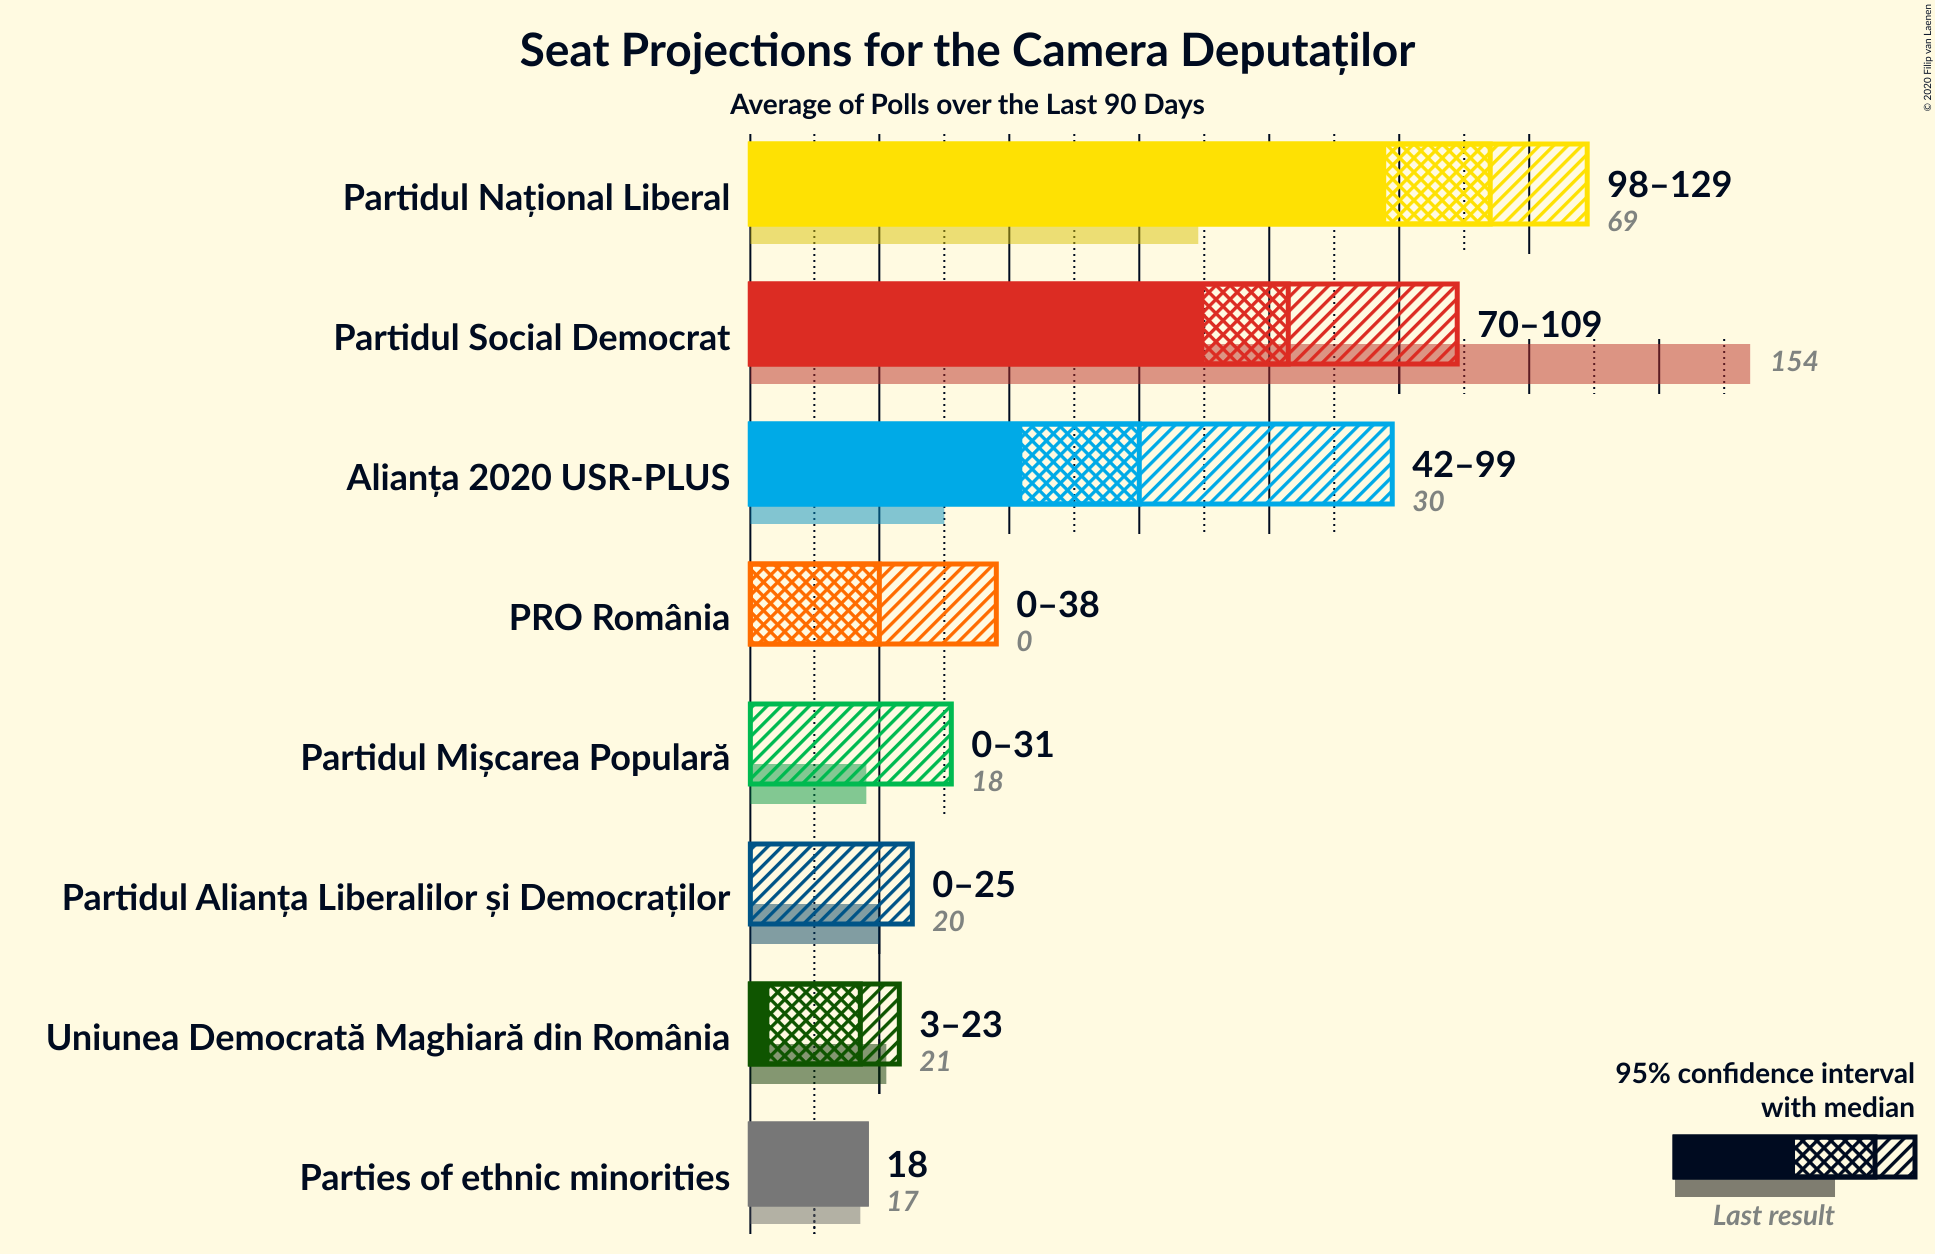 Seat Projections for the Camera Deputaților
Average of Polls over the Last 90 Days
© 2020 Filip van Laenen
Partidul Național Liberal
98–129
69
Partidul Social Democrat
70–109
154
Alianța 2020 USR-PLUS
42–99
30
PRO România
0–38
0
Partidul Mișcarea Populară
0–31
18
Partidul Alianța Liberalilor și Democraților
0–25
20
Uniunea Democrată Maghiară din România
3–23
21
Parties of ethnic minorities
18
17
95% confidence interval
with median
Last result